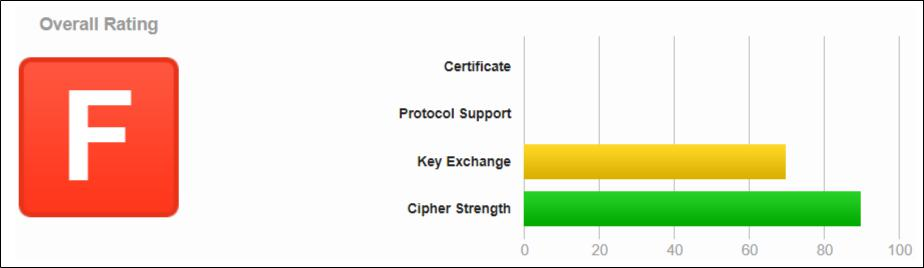 Overall Rating
F
Certificate
Protocol Support
Key Exchange
Cipher Strength
0 20 40 60 80 100